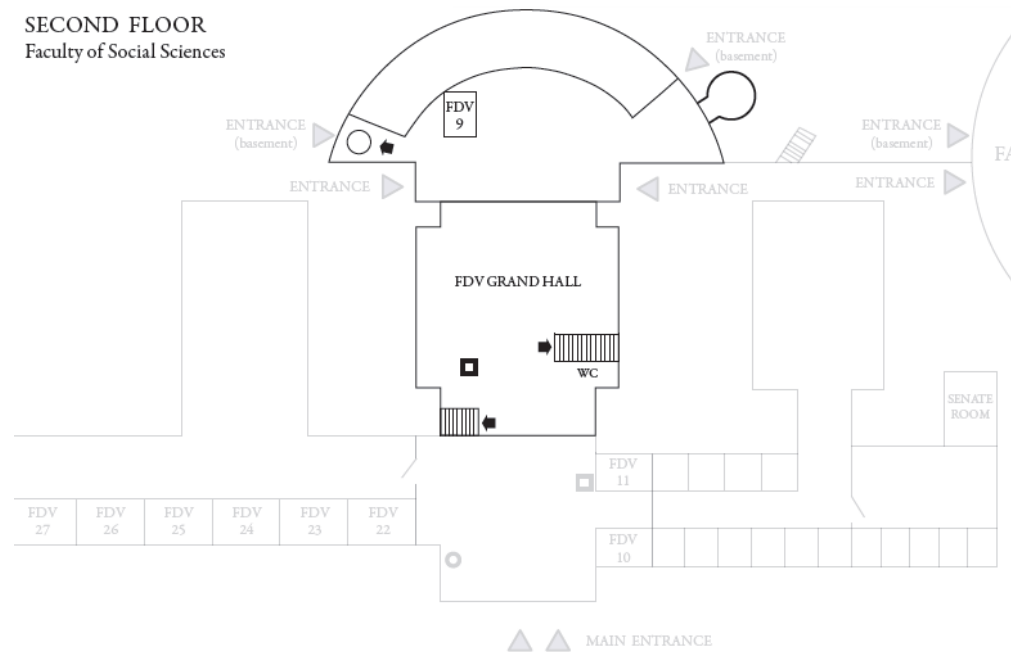 SECOND FLOOR
Faculty of Social Sciences
ENTRANCE
(basement)
FDV
9
ENTRANCE
(basement)
ENTRANCE
(basement)
FA
ENTRANCE
ENTRANCE
ENTRANCE
FDV GRAND HALL
WC
SENATE
ROOM
FDV
11
FDV
27
FDV
26
FDV
25
FDV
24
FDV
23
FDV
22
FDV
10
MAIN ENTRANCE